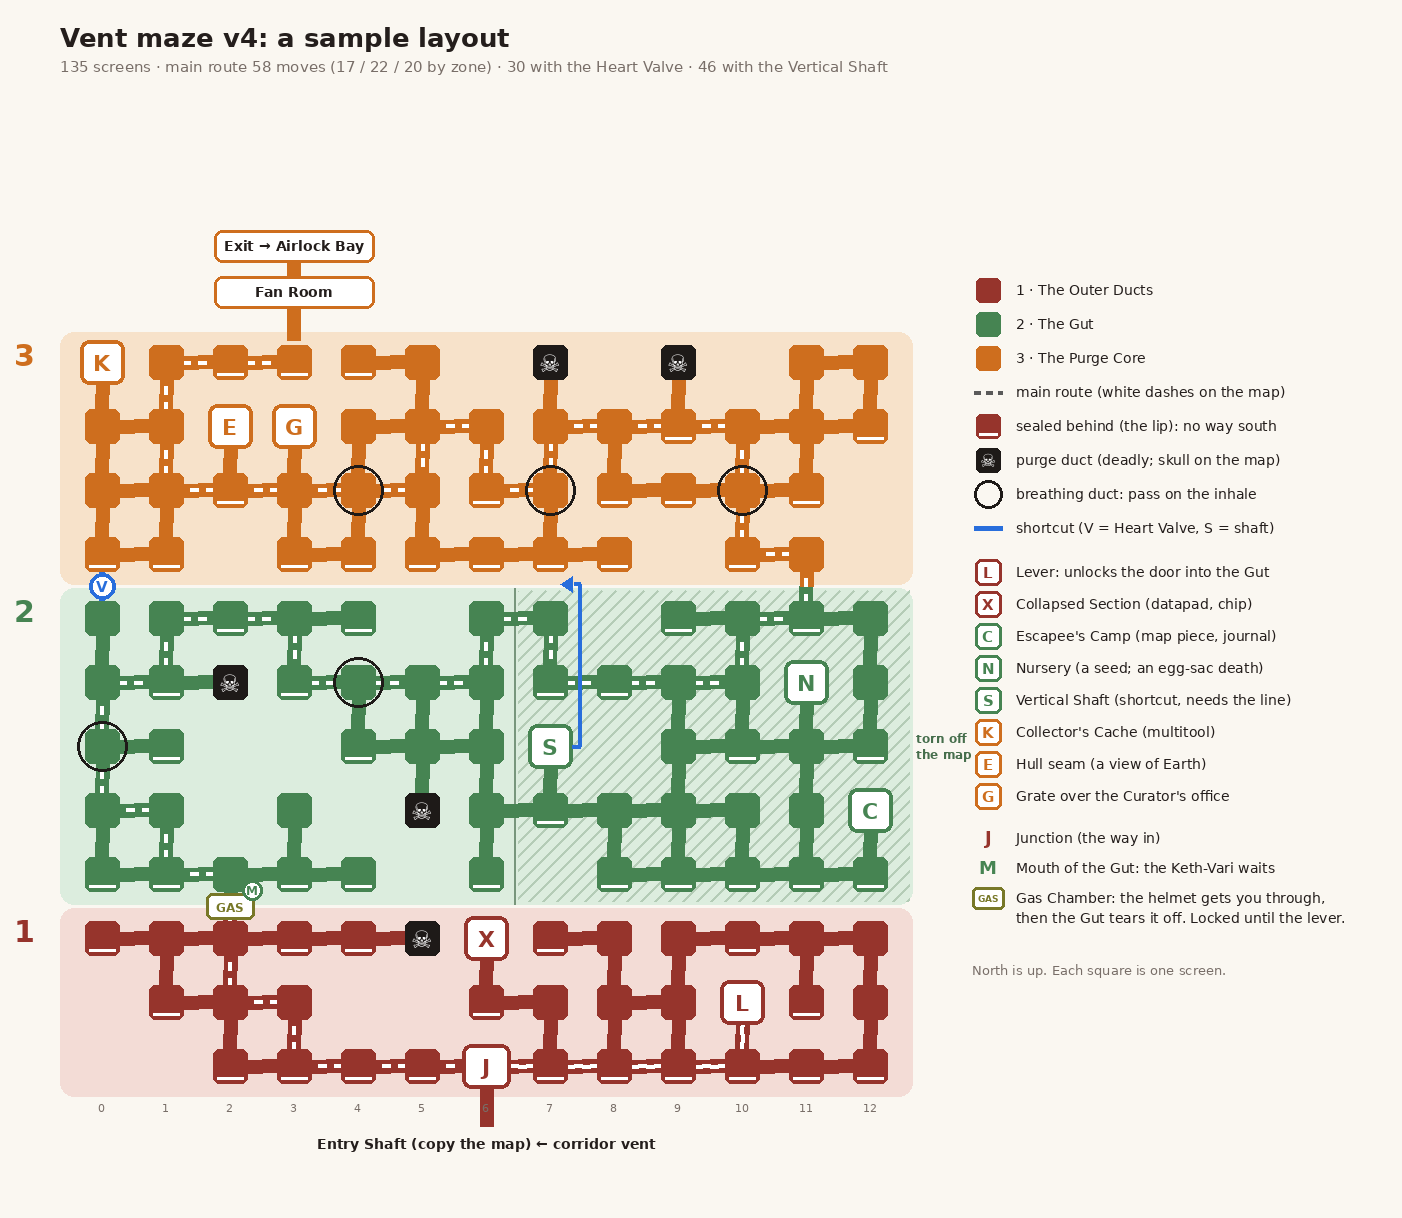 Vent maze v4: a sample layout
135 screens · main route 58 moves (17 / 22 / 20 by zone) · 30 with the Heart Valve · 46 with the Vertical Shaft
Exit → Airlock Bay
Fan Room
3
K
E
G
V
2
N
S
torn off
the map
C
M
GAS
1
X
L
J
0 1 2 3 4 5 6 7 8 9 10 11 12
Entry Shaft (copy the map) ← corridor vent
1 · The Outer Ducts
2 · The Gut
3 · The Purge Core
main route (white dashes on the map)
sealed behind (the lip): no way south
purge duct (deadly; skull on the map)
breathing duct: pass on the inhale
shortcut (V = Heart Valve, S = shaft)
L Lever: unlocks the door into the Gut
X Collapsed Section (datapad, chip)
C Escapee's Camp (map piece, journal)
N Nursery (a seed; an egg-sac death)
S Vertical Shaft (shortcut, needs the line)
K Collector's Cache (multitool)
E Hull seam (a view of Earth)
G Grate over the Curator's office
J Junction (the way in)
M Mouth of the Gut: the Keth-Vari waits
GAS Gas Chamber: the helmet gets you through,
then the Gut tears it off. Locked until the lever.
North is up. Each square is one screen.